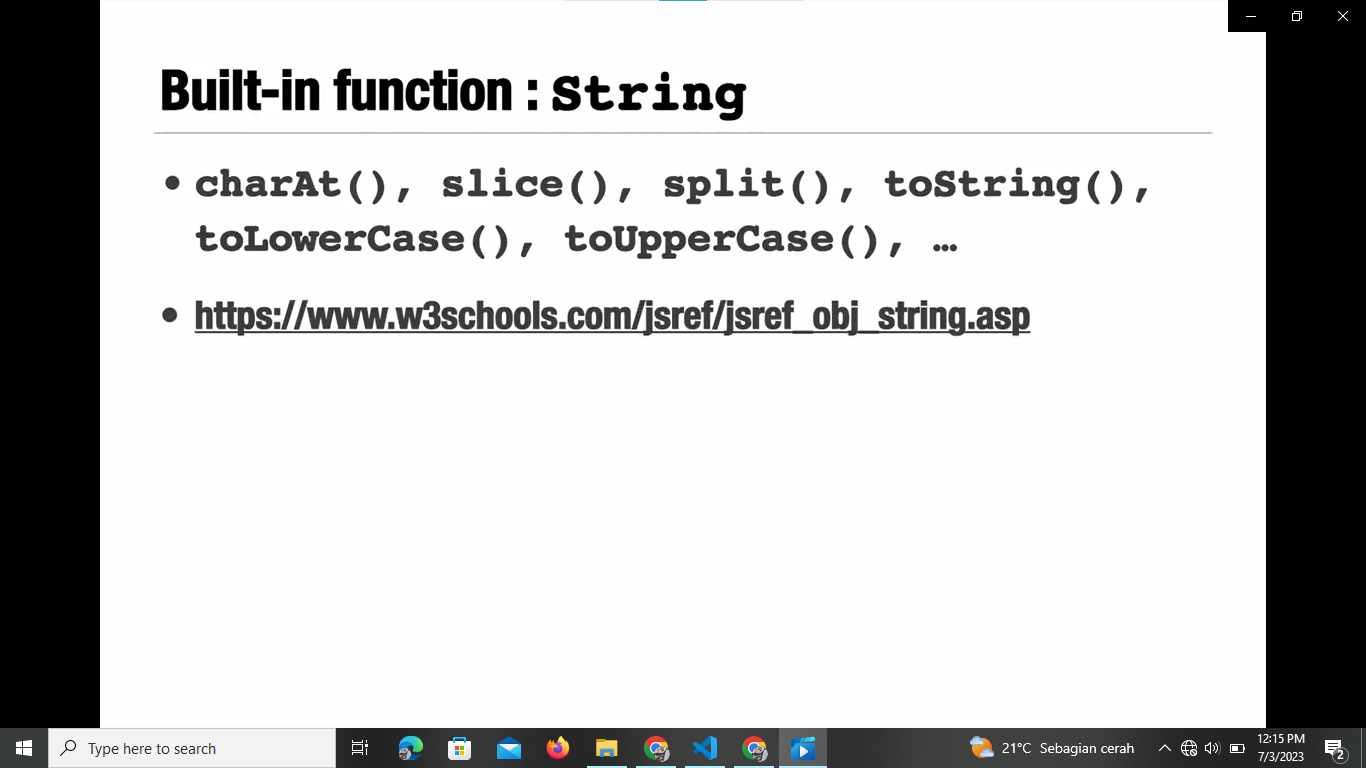 Built-in function : String
• charAt(), slice(), split(), toString(),
toLowerCase(), toUpperCase(), …
• https://www.w3schools.com/jsref/jsref_obj_string.asp
Type here to search
21°C Sebagian cerah
12:15 PM
7/3/2023
2